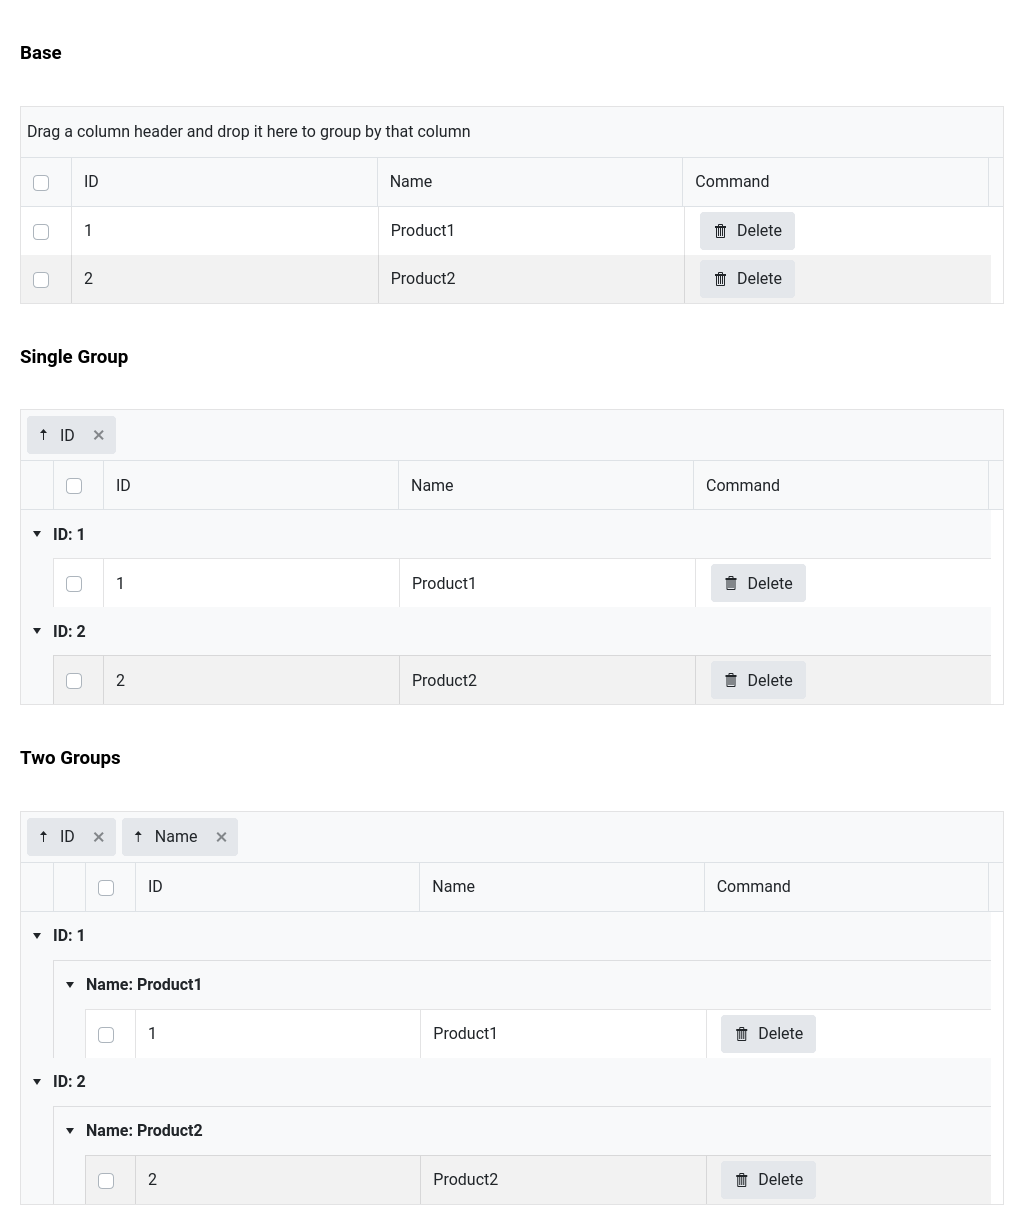 Base
Drag a column header and drop it here to group by that column
ID Name Command
1 Product1 Delete
2 Product2 Delete
Single Group
ID
ID Name Command
ID: 1
1 Product1 Delete
ID: 2
2 Product2 Delete
Two Groups
ID Name
ID Name Command
ID: 1
Name: Product1
1 Product1 Delete
ID: 2
Name: Product2
2 Product2 Delete